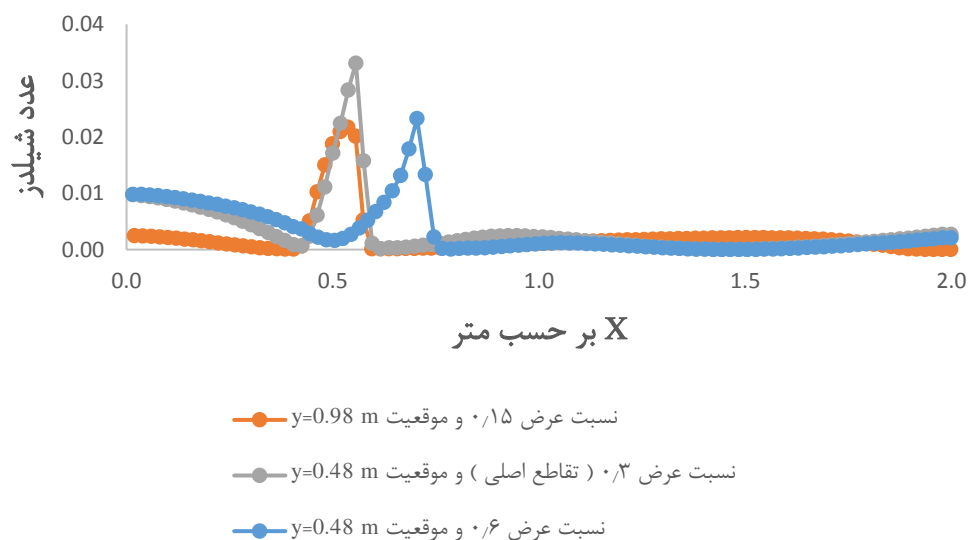 0.04
0.03
0.02
0.01
0.00
عدد شیلدز
0.0 0.5 1.0 1.5 2.0
X بر حسب متر
نسبت عرض ۰٫۱۵ و موقعیت y=0.98 m
نسبت عرض ۰٫۳ ( تقاطع اصلی ) و موقعیت y=0.48 m
نسبت عرض ۰٫۶ و موقعیت y=0.48 m